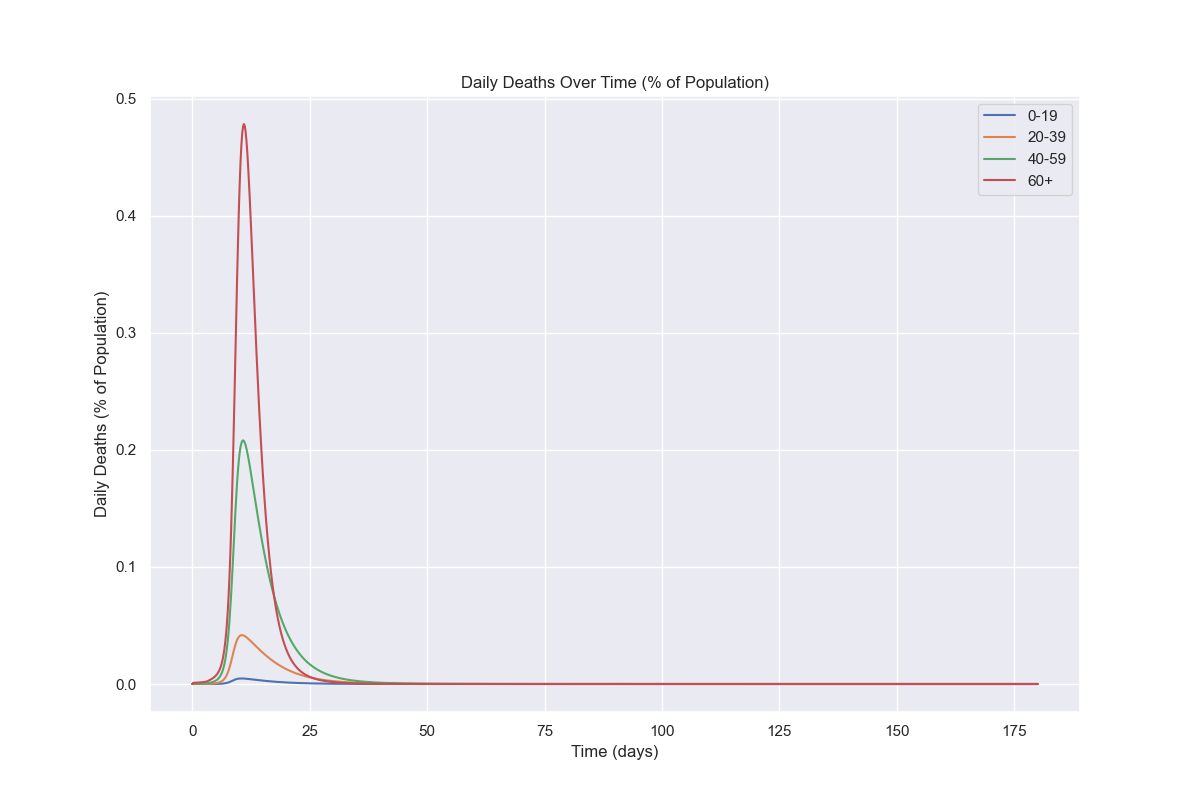 Daily Deaths Over Time (% of Population)
0-19
20-39
40-59
60+
Daily Deaths (% of Population)
0.5
0.4
0.3
0.2
0.1
0.0
0 25 50 75 100 125 150 175
Time (days)